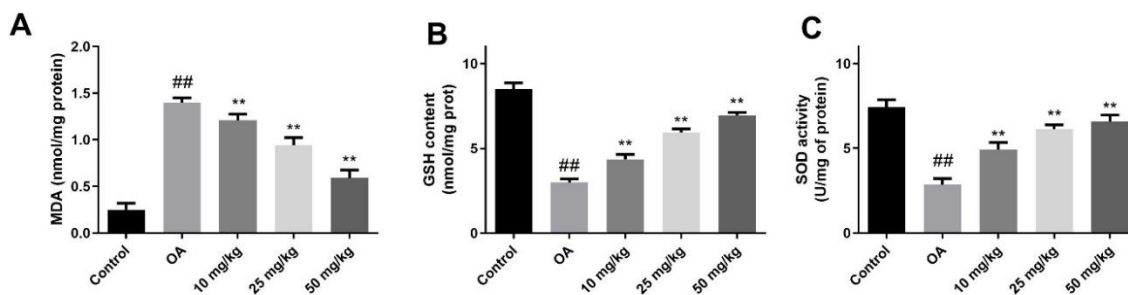 A
MDA (nmol/mg protein)
2.0
1.5
1.0
0.5
0.0
##
**
**
**
Control
OA
10 mg/kg
25 mg/kg
50 mg/kg
B
GSH content
(nmol/mg prot)
10
5
0
##
**
**
**
Control
OA
10 mg/kg
25 mg/kg
50 mg/kg
C
SOD activity
(U/mg of protein)
10
5
0
##
**
**
**
Control
OA
10 mg/kg
25 mg/kg
50 mg/kg